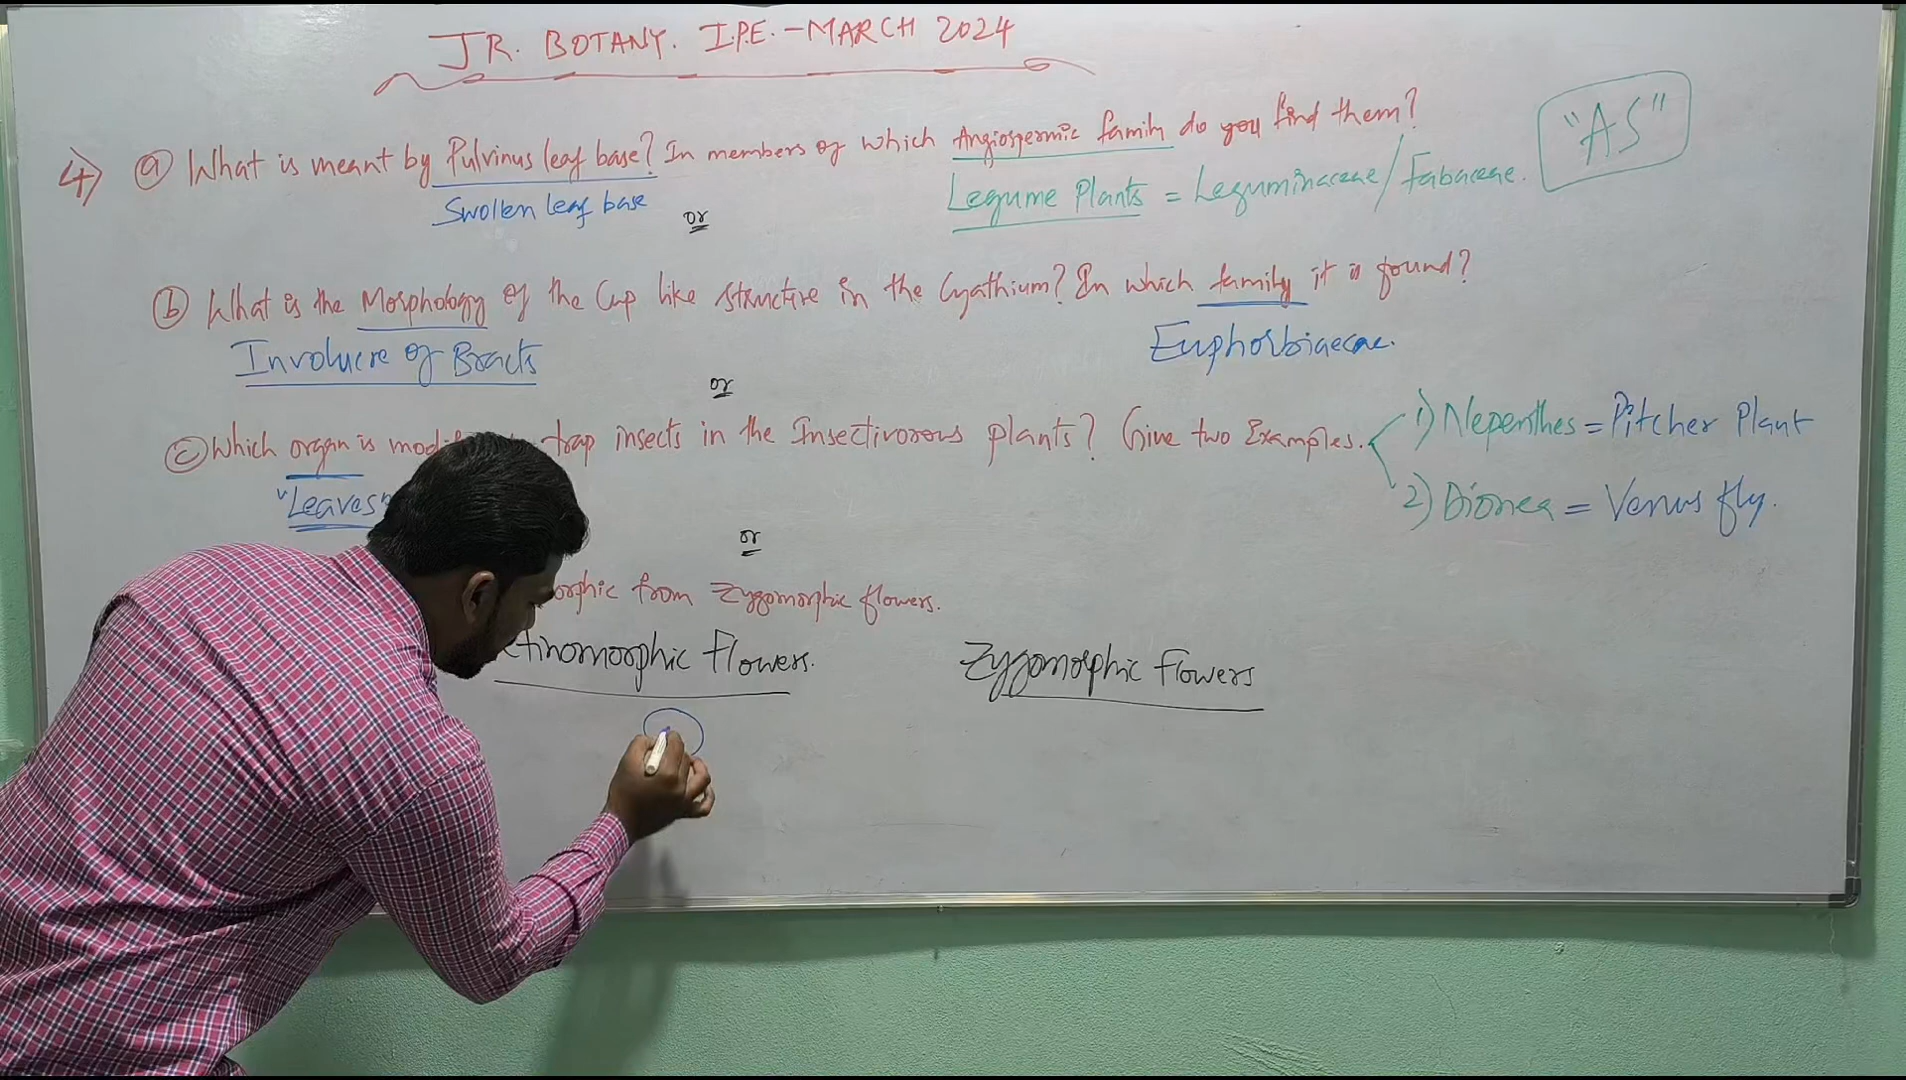 JR. BOTANY. I.P.E. - MARCH 2024
"AS"
4) a) What is meant by Pulvinus leaf base? In members of which Angiospermic family do you find them?
Swollen leaf base
Legume Plants = Leguminaceae/Fabaceae.
or
b) What is the Morphology of the Cup like structure in the Cyathium? In which family it is found?
Involucre of Bracts
Euphorbiaecae.
or
c) Which organ is trap insects in the Insectivorous plants? Give two Examples.
1) Nepenthes = Pitcher Plant
2) Dionea = Venus fly.
"Leaves"
or
from Zygomorphic flowers.
Flowers.
Zygomorphic Flowers